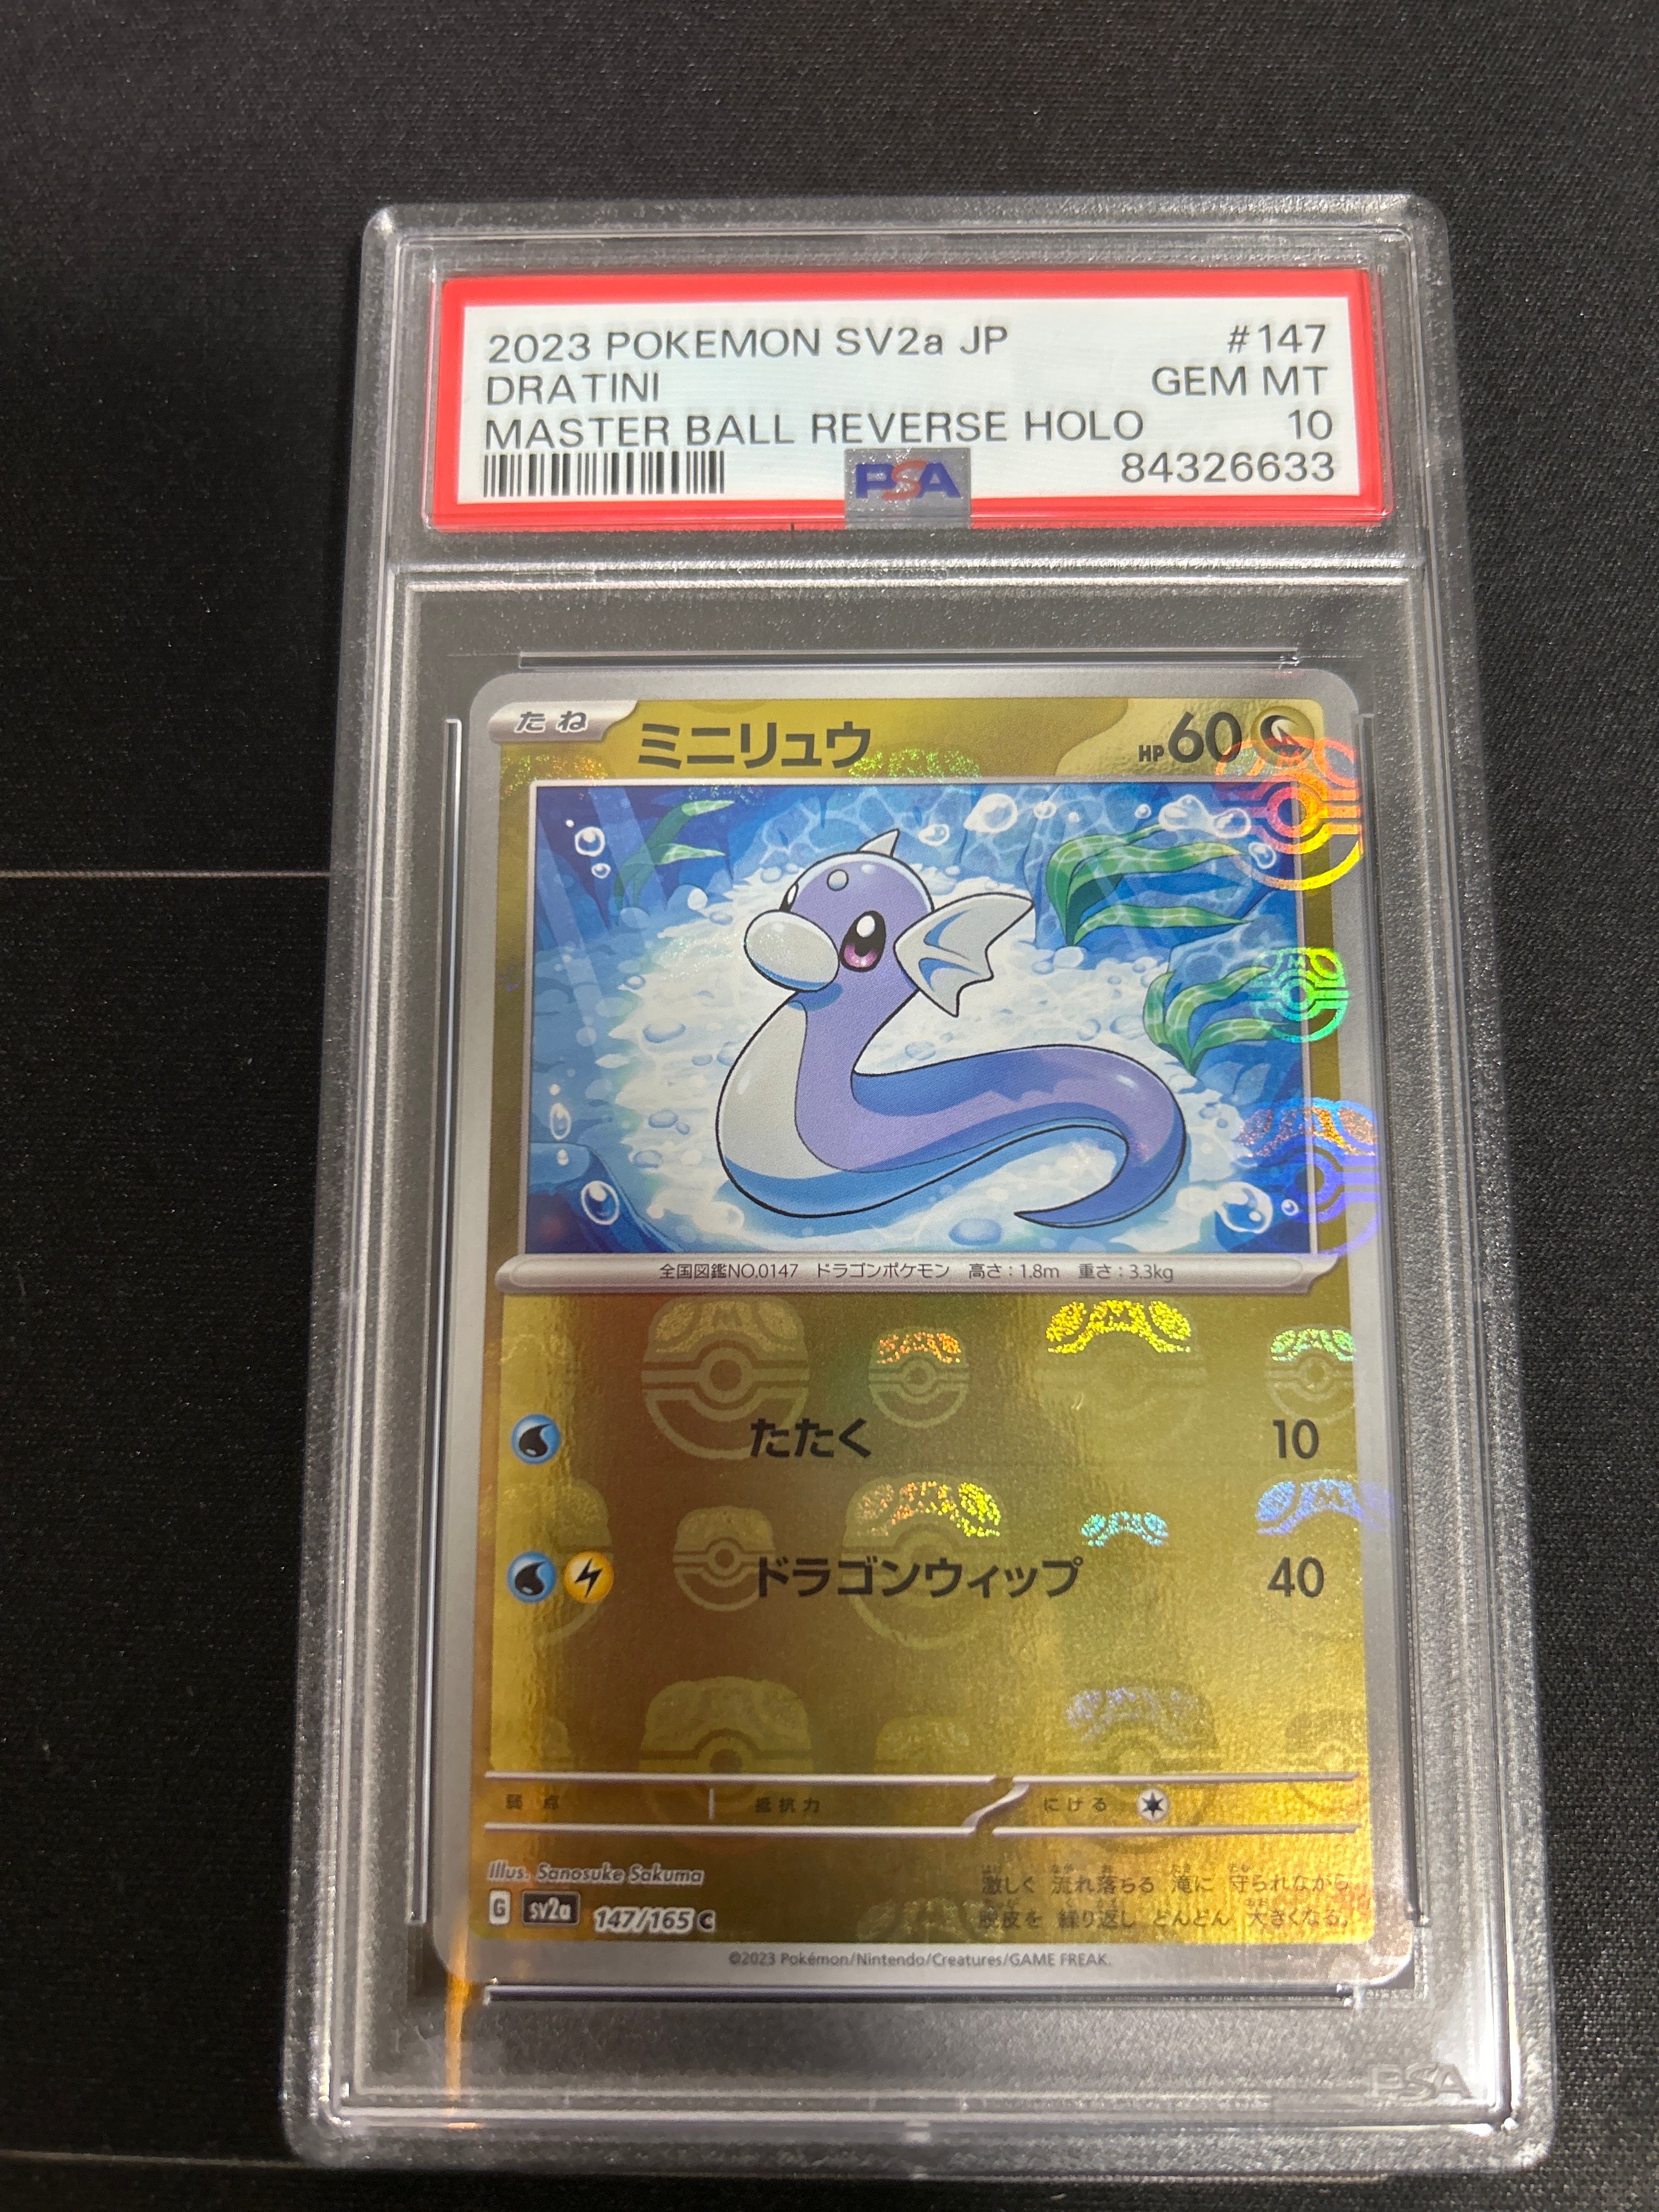 2023 POKEMON SV2a JP #147
DRATINI GEM MT
MASTER BALL REVERSE HOLO 10
84326633
PSA
たね ミニリュウ HP60
全国図鑑NO.0147 ドラゴンポケモン 高さ:1.8m 重さ:3.3kg
たたく 10
ドラゴンウィップ 40
弱点 抵抗力 にげる
Illus. Sanosuke Sakuma
激しく 流れ落ちる 滝に 守られながら
脱皮を 繰り返し どんどん 大きくなる。
G sv2a 147/165 C
©2023 Pokémon/Nintendo/Creatures/GAME FREAK.
PSA